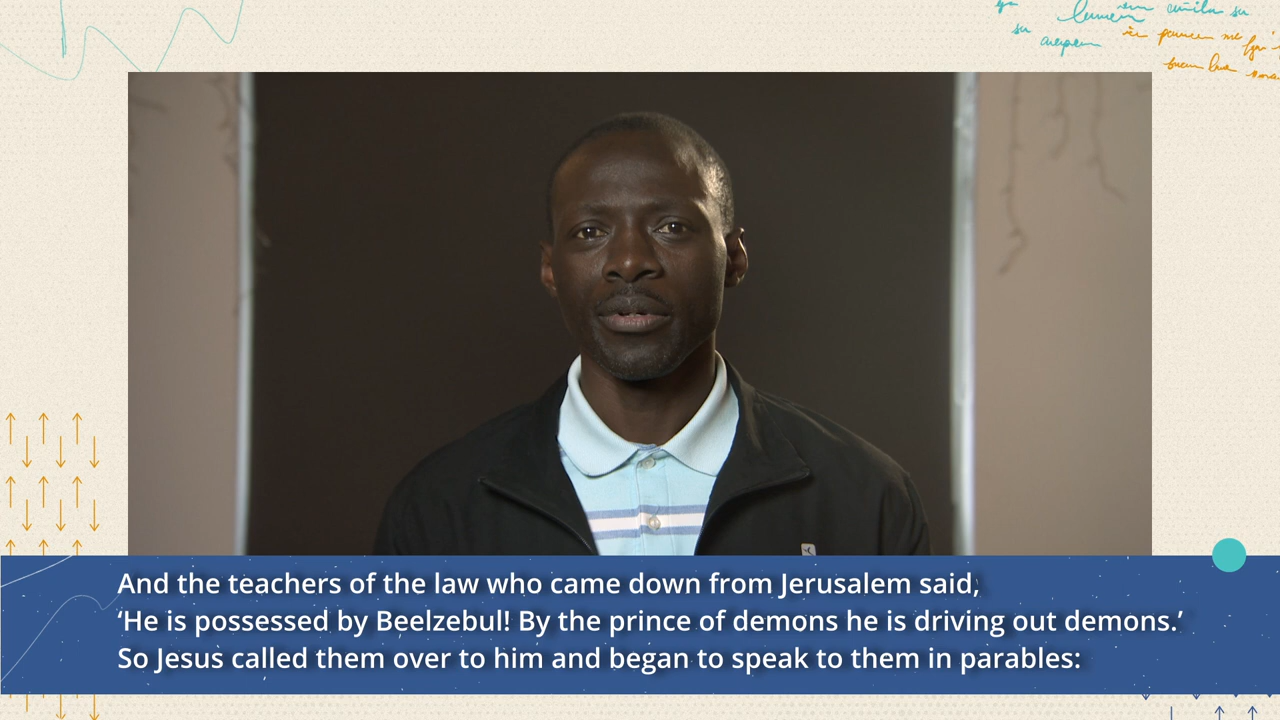 And the teachers of the law who came down from Jerusalem said,
‘He is possessed by Beelzebul! By the prince of demons he is driving out demons.’
So Jesus called them over to him and began to speak to them in parables: